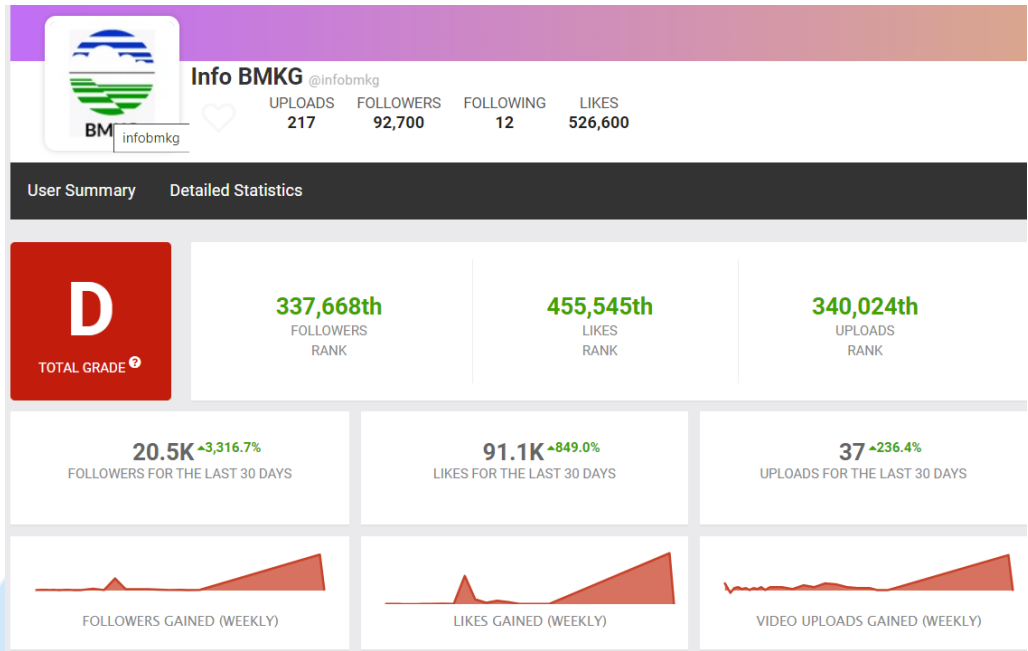 Info BMKG @infobmkg
UPLOADS FOLLOWERS FOLLOWING LIKES
217 92,700 12 526,600
infobmkg
User Summary Detailed Statistics
D
TOTAL GRADE ?
337,668th
FOLLOWERS
RANK
455,545th
LIKES
RANK
340,024th
UPLOADS
RANK
20.5K 3,316.7%
FOLLOWERS FOR THE LAST 30 DAYS
91.1K 849.0%
LIKES FOR THE LAST 30 DAYS
37 236.4%
UPLOADS FOR THE LAST 30 DAYS
FOLLOWERS GAINED (WEEKLY)
LIKES GAINED (WEEKLY)
VIDEO UPLOADS GAINED (WEEKLY)